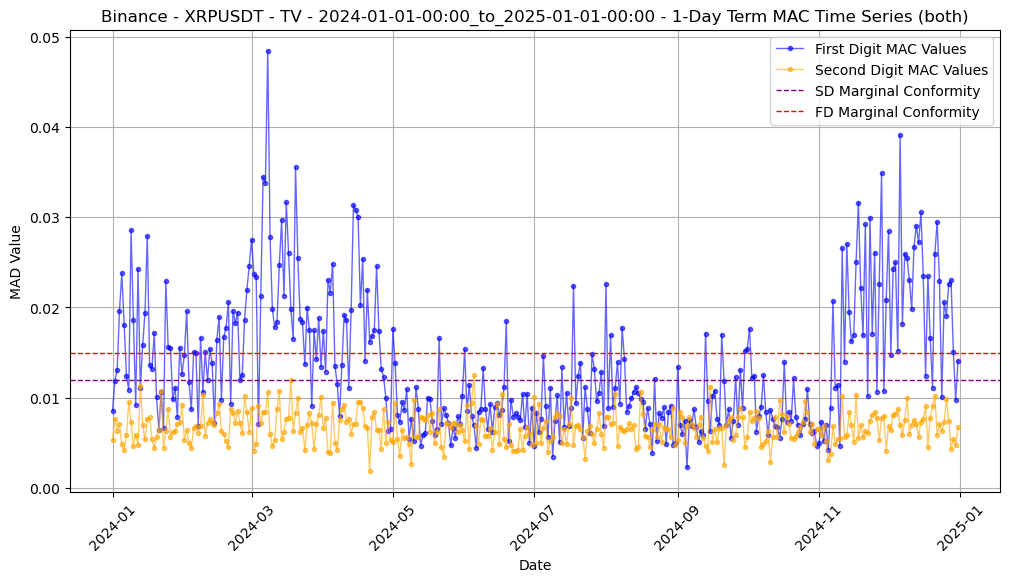 Binance - XRPUSDT - TV - 2024-01-01-00:00_to_2025-01-01-00:00 - 1-Day Term MAC Time Series (both)
First Digit MAC Values
Second Digit MAC Values
SD Marginal Conformity
FD Marginal Conformity
MAD Value
0.05
0.04
0.03
0.02
0.01
0.00
2024-01
2024-03
2024-05
2024-07
2024-09
2024-11
2025-01
Date